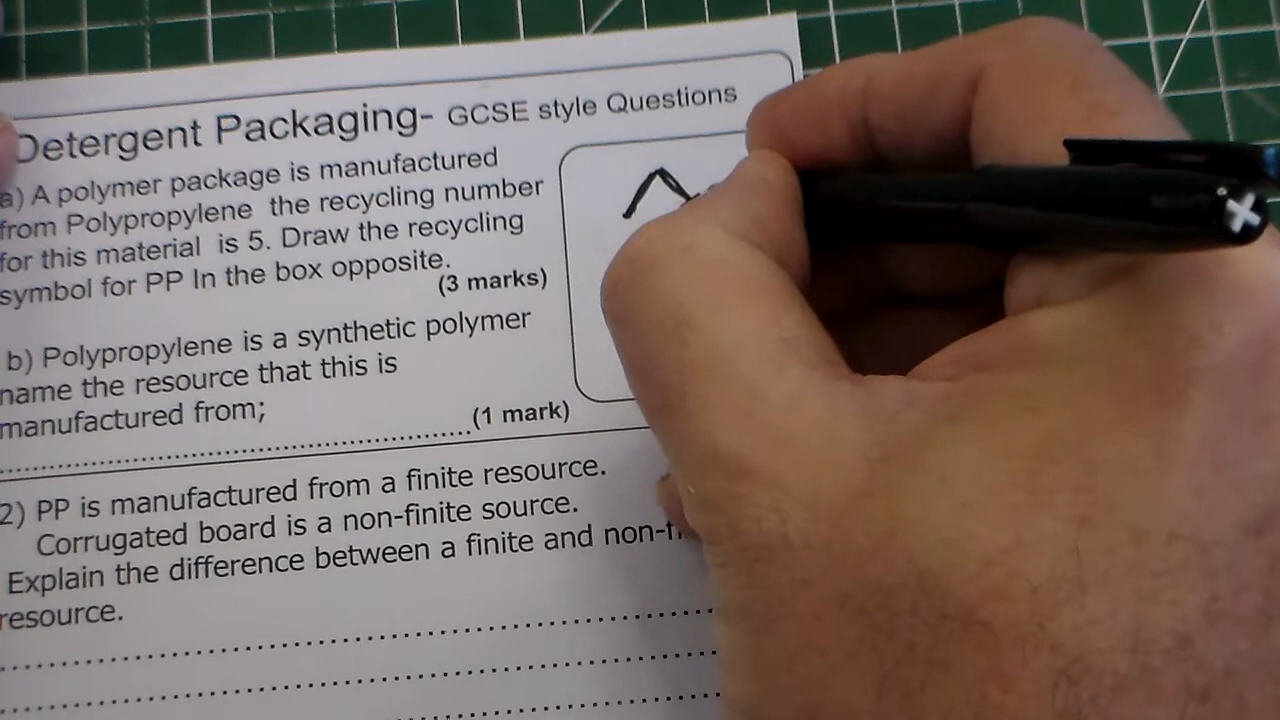 Detergent Packaging- GCSE style Questions
a) A polymer package is manufactured
from Polypropylene the recycling number
for this material is 5. Draw the recycling
symbol for PP In the box opposite.
(3 marks)
b) Polypropylene is a synthetic polymer
name the resource that this is
manufactured from;
(1 mark)
2) PP is manufactured from a finite resource.
Corrugated board is a non-finite source.
Explain the difference between a finite and
resource.